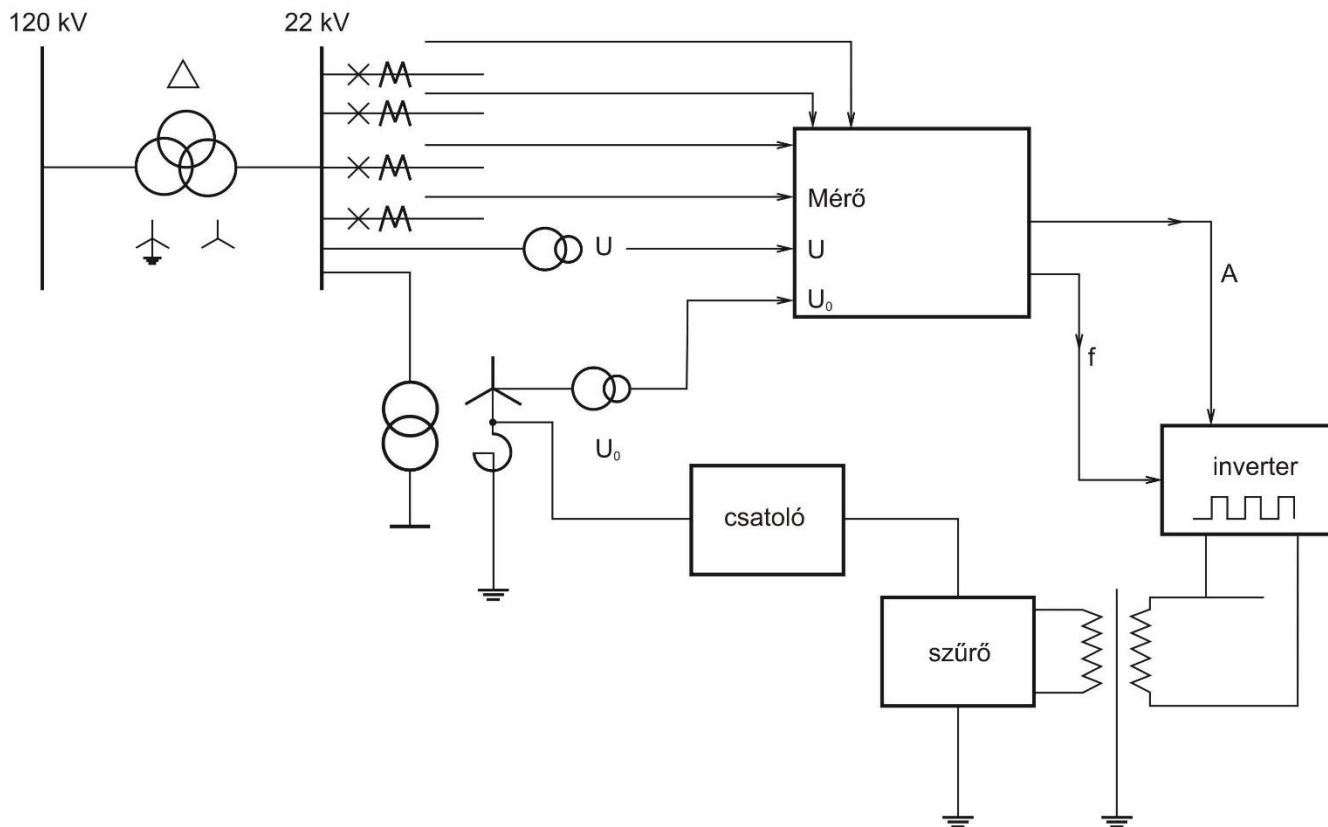 120 kV
22 kV
Mérő
U
U
U₀
A
f
U₀
inverter
csatoló
szűrő